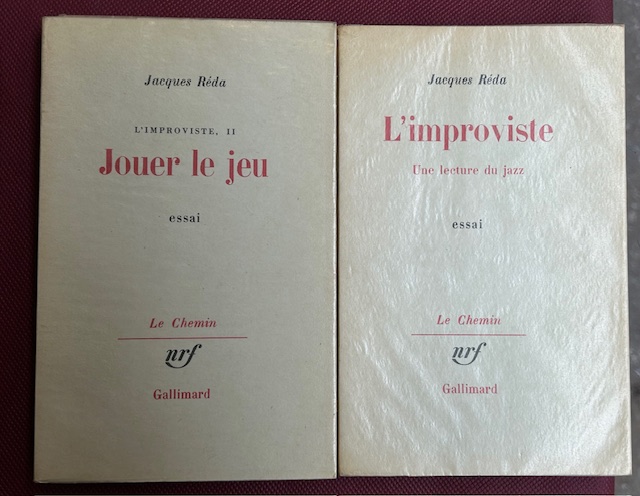 Jacques Réda
L'IMPROVISTE, II
Jouer le jeu
essai
Le Chemin
nrf
Gallimard
Jacques Réda
L'improviste
Une lecture du jazz
essai
Le Chemin
nrf
Gallimard